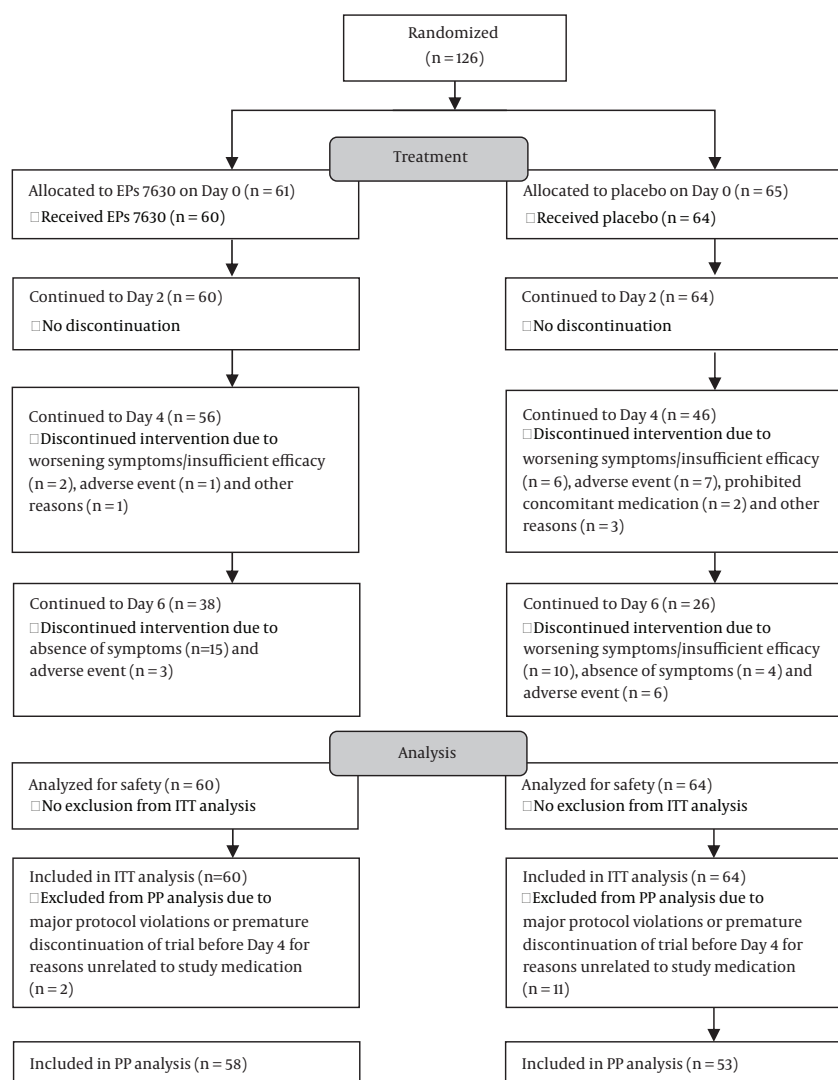 Randomized
(n = 126)
Treatment
Allocated to EPs 7630 on Day 0 (n = 61)
□Received EPs 7630 (n = 60)
Allocated to placebo on Day 0 (n = 65)
□Received placebo (n = 64)
Continued to Day 2 (n = 60)
□No discontinuation
Continued to Day 2 (n = 64)
□No discontinuation
Continued to Day 4 (n = 56)
□Discontinued intervention due to
worsening symptoms/insufficient efficacy
(n = 2), adverse event (n = 1) and other
reasons (n = 1)
Continued to Day 4 (n = 46)
□Discontinued intervention due to
worsening symptoms/insufficient efficacy
(n = 6), adverse event (n = 7), prohibited
concomitant medication (n = 2) and other
reasons (n = 3)
Continued to Day 6 (n = 38)
□Discontinued intervention due to
absence of symptoms (n=15) and
adverse event (n = 3)
Continued to Day 6 (n = 26)
□Discontinued intervention due to
worsening symptoms/insufficient efficacy
(n = 10), absence of symptoms (n = 4) and
adverse event (n = 6)
Analysis
Analyzed for safety (n = 60)
□No exclusion from ITT analysis
Analyzed for safety (n = 64)
□No exclusion from ITT analysis
Included in ITT analysis (n=60)
□Excluded from PP analysis due to
major protocol violations or premature
discontinuation of trial before Day 4 for
reasons unrelated to study medication
(n = 2)
Included in ITT analysis (n = 64)
□Excluded from PP analysis due to
major protocol violations or premature
discontinuation of trial before Day 4 for
reasons unrelated to study medication
(n = 11)
Included in PP analysis (n = 58)
Included in PP analysis (n = 53)